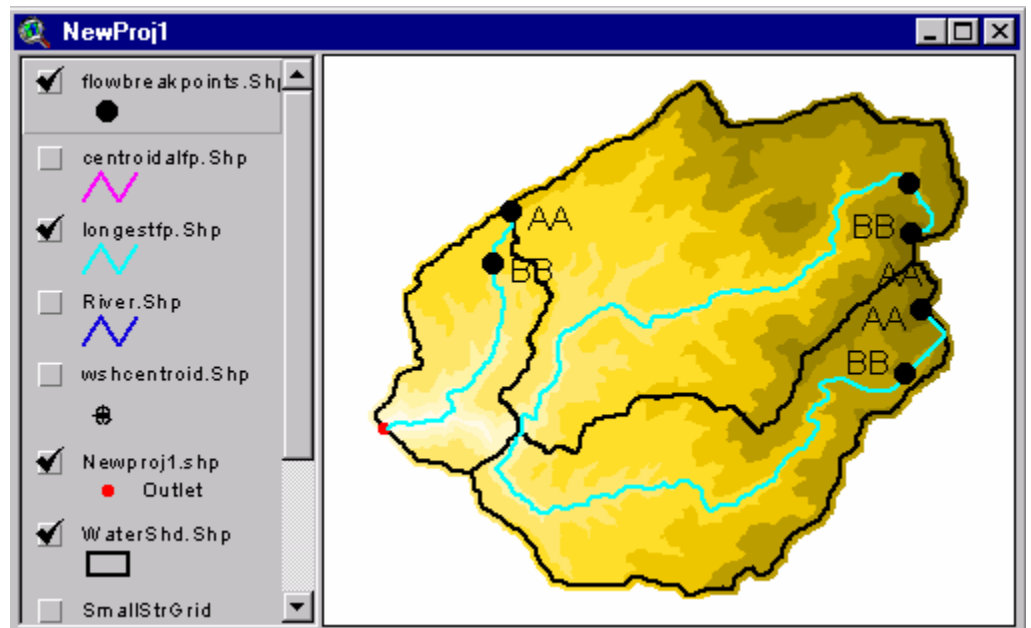 NewProj1
flowbreakpoints.Shp
centroidalfp.Shp
longestfp.Shp
River.Shp
wshcentroid.Shp
Newproj1.shp
Outlet
WaterShd.Shp
SmallStrGrid
AA
BB
BB
AA
AA
BB